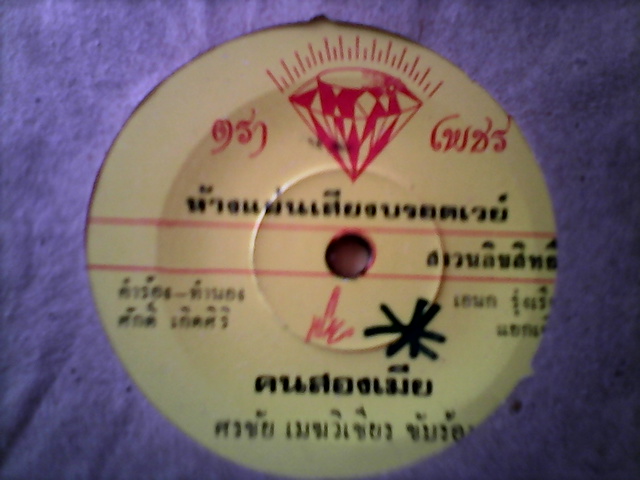 ตรา เพชร
ห้างแผ่นเสียงบรอดเวย์
สงวนลิขสิทธิ์
คำร้อง-ทำนอง
ศักดิ์ เกิดศิริ
เอนก
คนสองเมีย
ศรชัย เมฆวิเชียร ขับร้อง